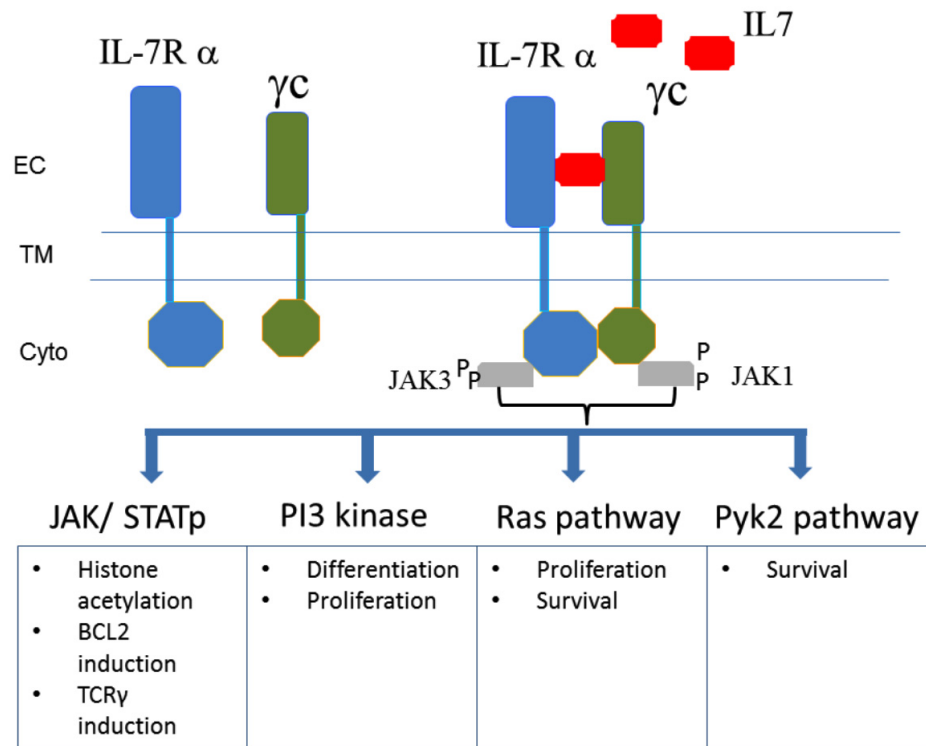 IL7
IL-7R α
IL-7R α
γc
γc
EC
TM
Cyto
P
JAK3 P
P
P
JAK1
JAK/ STATp
PI3 kinase
Ras pathway
Pyk2 pathway
• Histone
acetylation
• BCL2
induction
• TCRγ
induction
• Differentiation
• Proliferation
• Proliferation
• Survival
• Survival